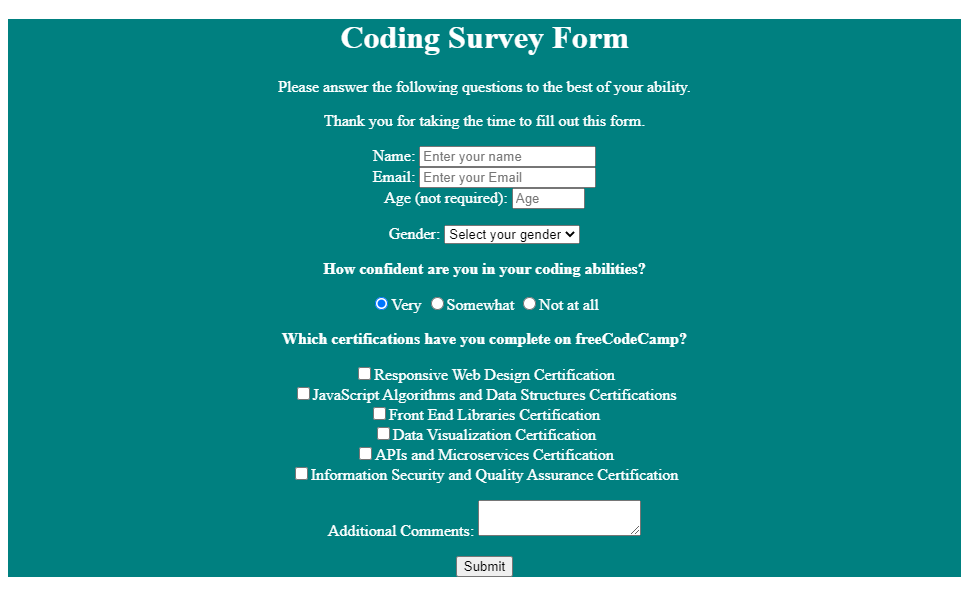 Coding Survey Form
Please answer the following questions to the best of your ability.
Thank you for taking the time to fill out this form.
Name: Enter your name
Email: Enter your Email
Age (not required): Age
Gender: Select your gender
How confident are you in your coding abilities?
Very Somewhat Not at all
Which certifications have you complete on freeCodeCamp?
Responsive Web Design Certification
JavaScript Algorithms and Data Structures Certifications
Front End Libraries Certification
Data Visualization Certification
APIs and Microservices Certification
Information Security and Quality Assurance Certification
Additional Comments:
Submit